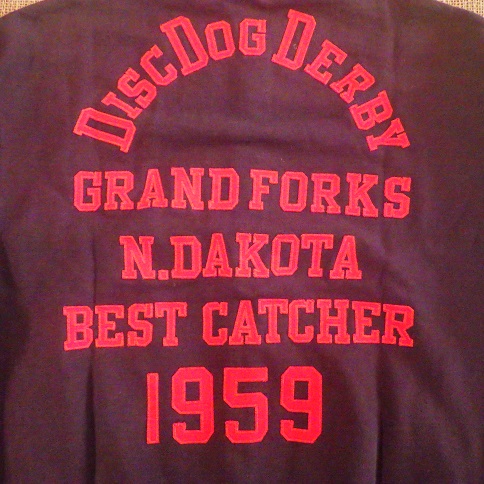 DISCDOG DERBY
GRAND FORKS
N.DAKOTA
BEST CATCHER
1959